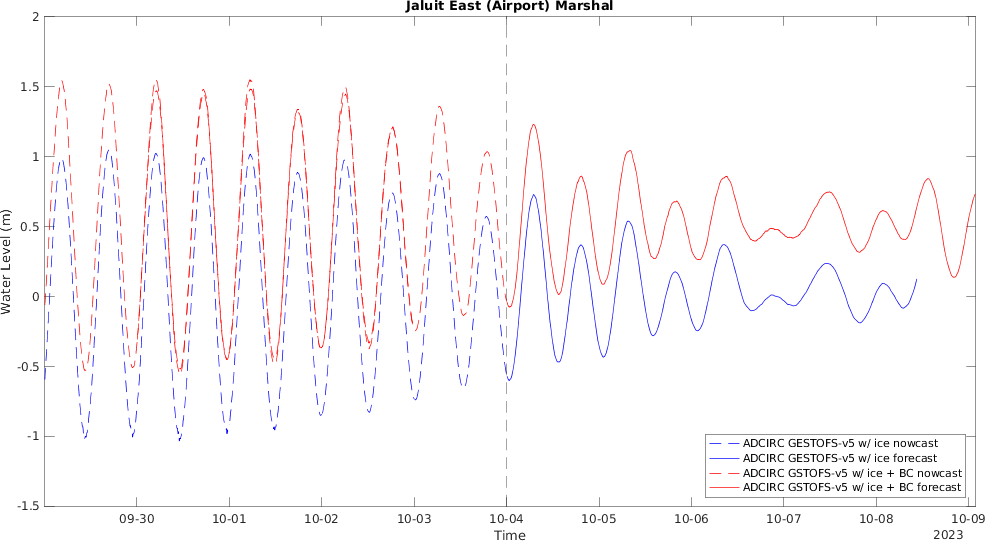 Jaluit East (Airport) Marshal
2
1.5
1
0.5
0
-0.5
-1
-1.5
Water Level (m)
09-30
10-01
10-02
10-03
10-04
10-05
10-06
10-07
10-08
10-09
Time
2023
ADCIRC GESTOFS-v5 w/ ice nowcast
ADCIRC GESTOFS-v5 w/ ice forecast
ADCIRC GSTOFS-v5 w/ ice + BC nowcast
ADCIRC GSTOFS-v5 w/ ice + BC forecast